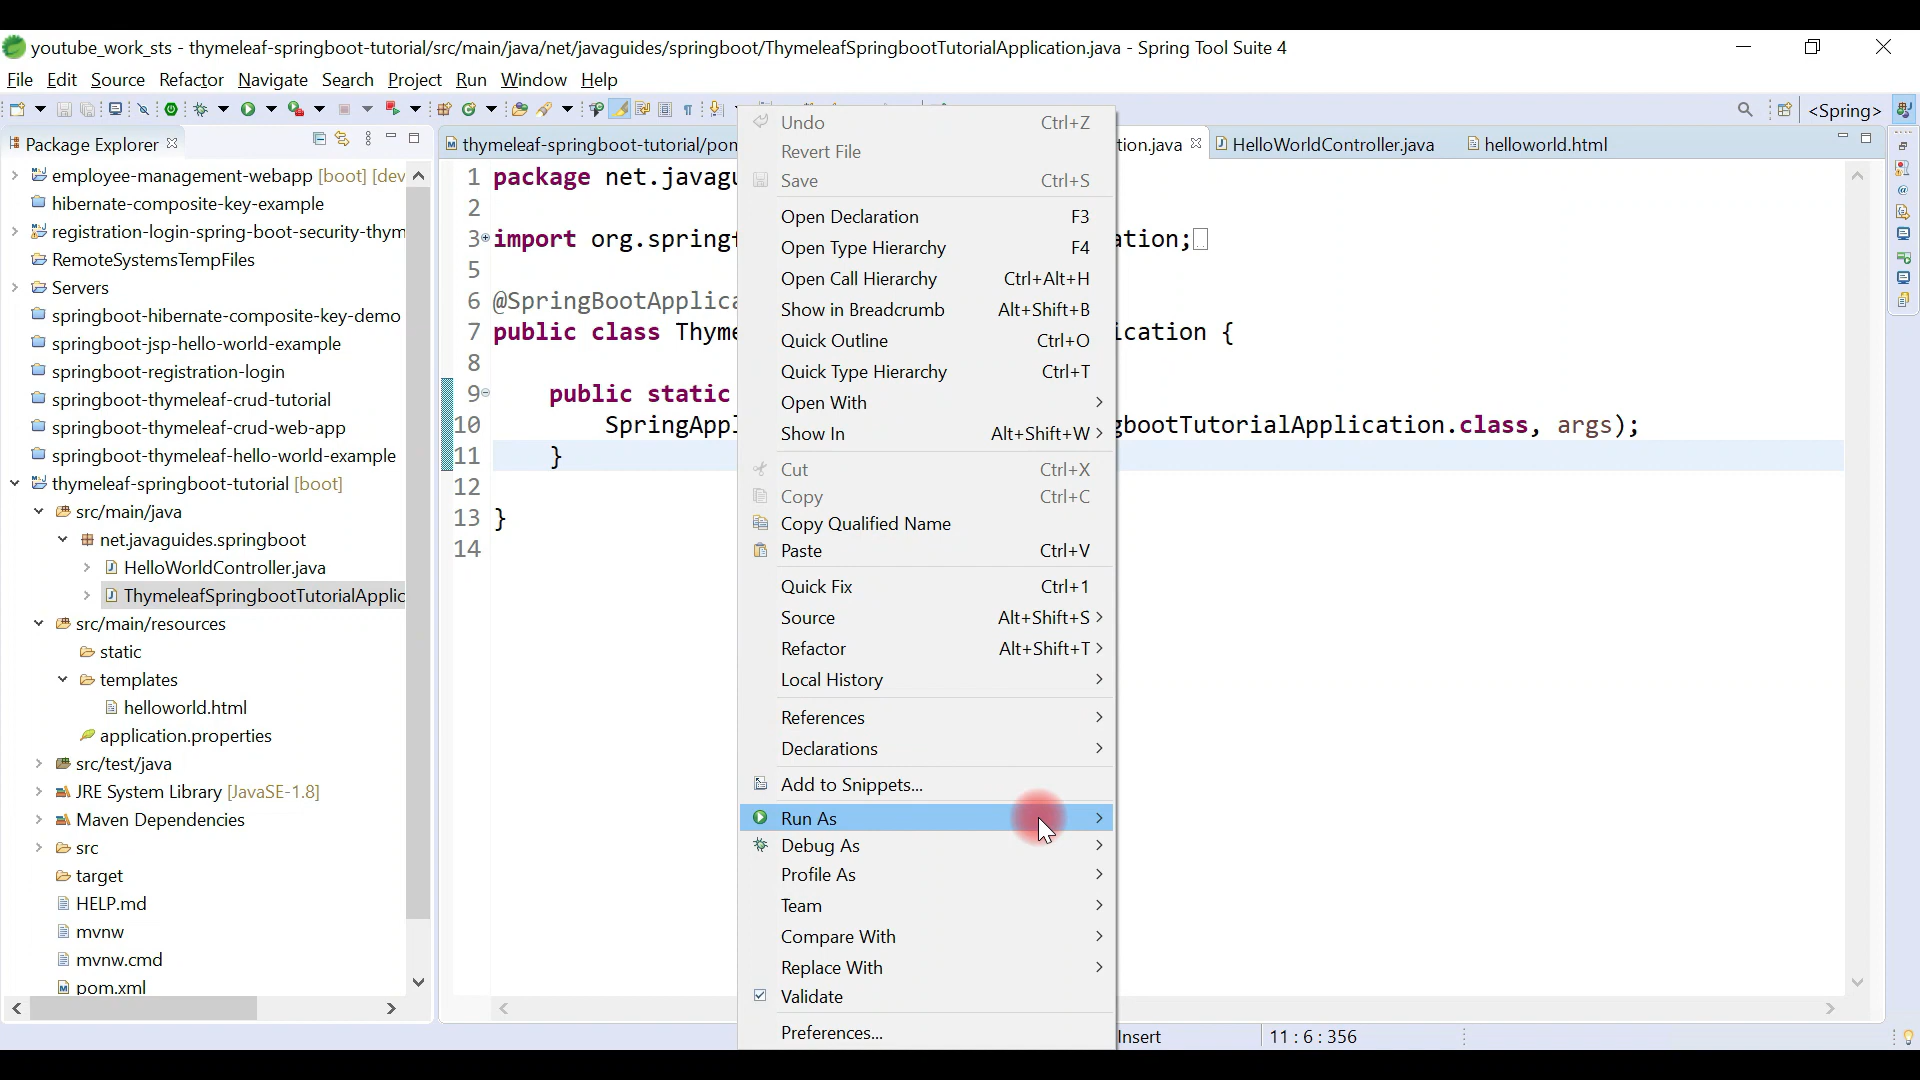 youtube_work_sts - thymeleaf-springboot-tutorial/src/main/java/net/javaguides/springboot/ThymeleafSpringbootTutorialApplication.java - Spring Tool Suite 4
File Edit Source Refactor Navigate Search Project Run Window Help
<Spring>
Package Explorer
thymeleaf-springboot-tutorial/pon
tion.java
HelloWorldController.java
helloworld.html
employee-management-webapp [boot] [dev
hibernate-composite-key-example
registration-login-spring-boot-security-thym
RemoteSystemsTempFiles
Servers
springboot-hibernate-composite-key-demo
springboot-jsp-hello-world-example
springboot-registration-login
springboot-thymeleaf-crud-tutorial
springboot-thymeleaf-crud-web-app
springboot-thymeleaf-hello-world-example
thymeleaf-springboot-tutorial [boot]
src/main/java
net.javaguides.springboot
HelloWorldController.java
ThymeleafSpringbootTutorialApplic
src/main/resources
static
templates
helloworld.html
application.properties
src/test/java
JRE System Library [JavaSE-1.8]
Maven Dependencies
src
target
HELP.md
mvnw
mvnw.cmd
pom.xml
1 package net.javagu
2
3 import org.springf ation;
5
6 @SpringBootApplica
7 public class Thyme ication {
8
9 public static
10 SpringAppl gbootTutorialApplication.class, args);
11 }
12
13 }
14
Undo Ctrl+Z
Revert File
Save Ctrl+S
Open Declaration F3
Open Type Hierarchy F4
Open Call Hierarchy Ctrl+Alt+H
Show in Breadcrumb Alt+Shift+B
Quick Outline Ctrl+O
Quick Type Hierarchy Ctrl+T
Open With
Show In Alt+Shift+W
Cut Ctrl+X
Copy Ctrl+C
Copy Qualified Name
Paste Ctrl+V
Quick Fix Ctrl+1
Source Alt+Shift+S
Refactor Alt+Shift+T
Local History
References
Declarations
Add to Snippets...
Run As
Debug As
Profile As
Team
Compare With
Replace With
Validate
Preferences...
Insert
11 : 6 : 356